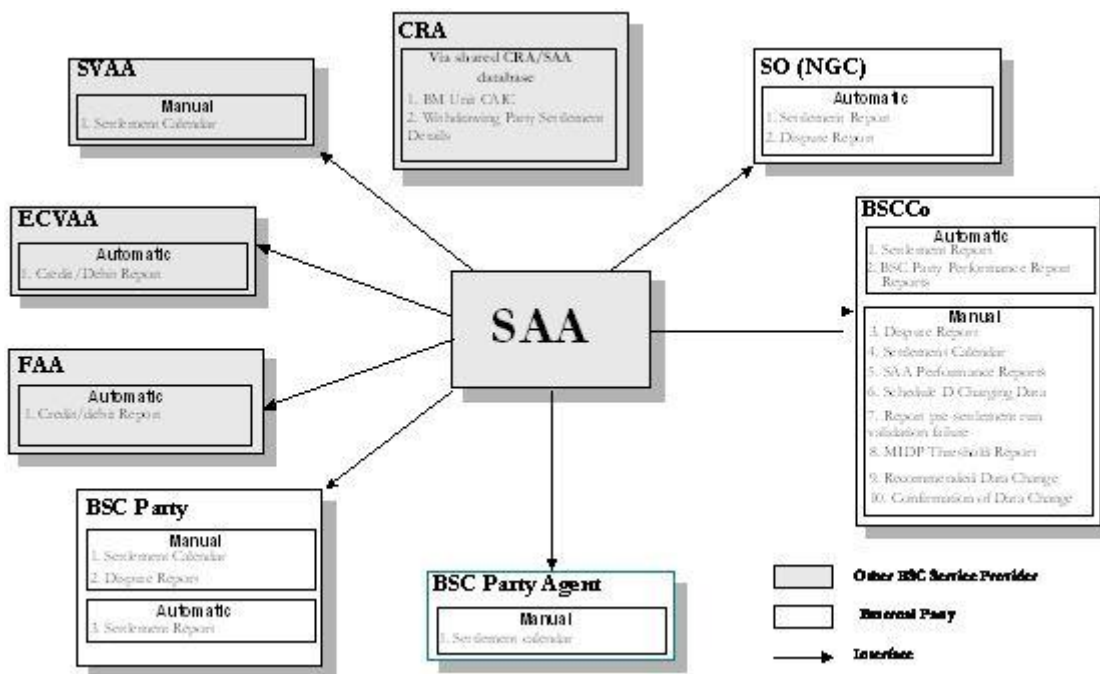 SVAA
Manual
1. Settlement Calendar
CRA
Via shared CRA/SAA
database
1. BM Unit CALC
2. Withdrawing Party Settlement
Details
SO (NGC)
Automatic
1. Settlement Report
2. Dispute Report
ECVAA
Automatic
1. Credit/Debit Report
BSCCo
Automatic
1. Settlement Report
2. BSC Party Performance Report
Reports
Manual
3. Dispute Report
4. Settlement Calendar
5. SAA Performance Reports
6. Schedule D Charging Data
7. Report pre-settlement run
validation failure
8. MIDP Threshold Report
9. Recommended Data Change
10. Confirmation of Data Change
SAA
FAA
Automatic
1. Credit/debit Report
BSC Party
Manual
1. Settlement Calendar
2. Dispute Report
Automatic
3. Settlement Report
BSC Party Agent
Manual
1. Settlement calendar
Other BSC Service Provider
External Party
Interface